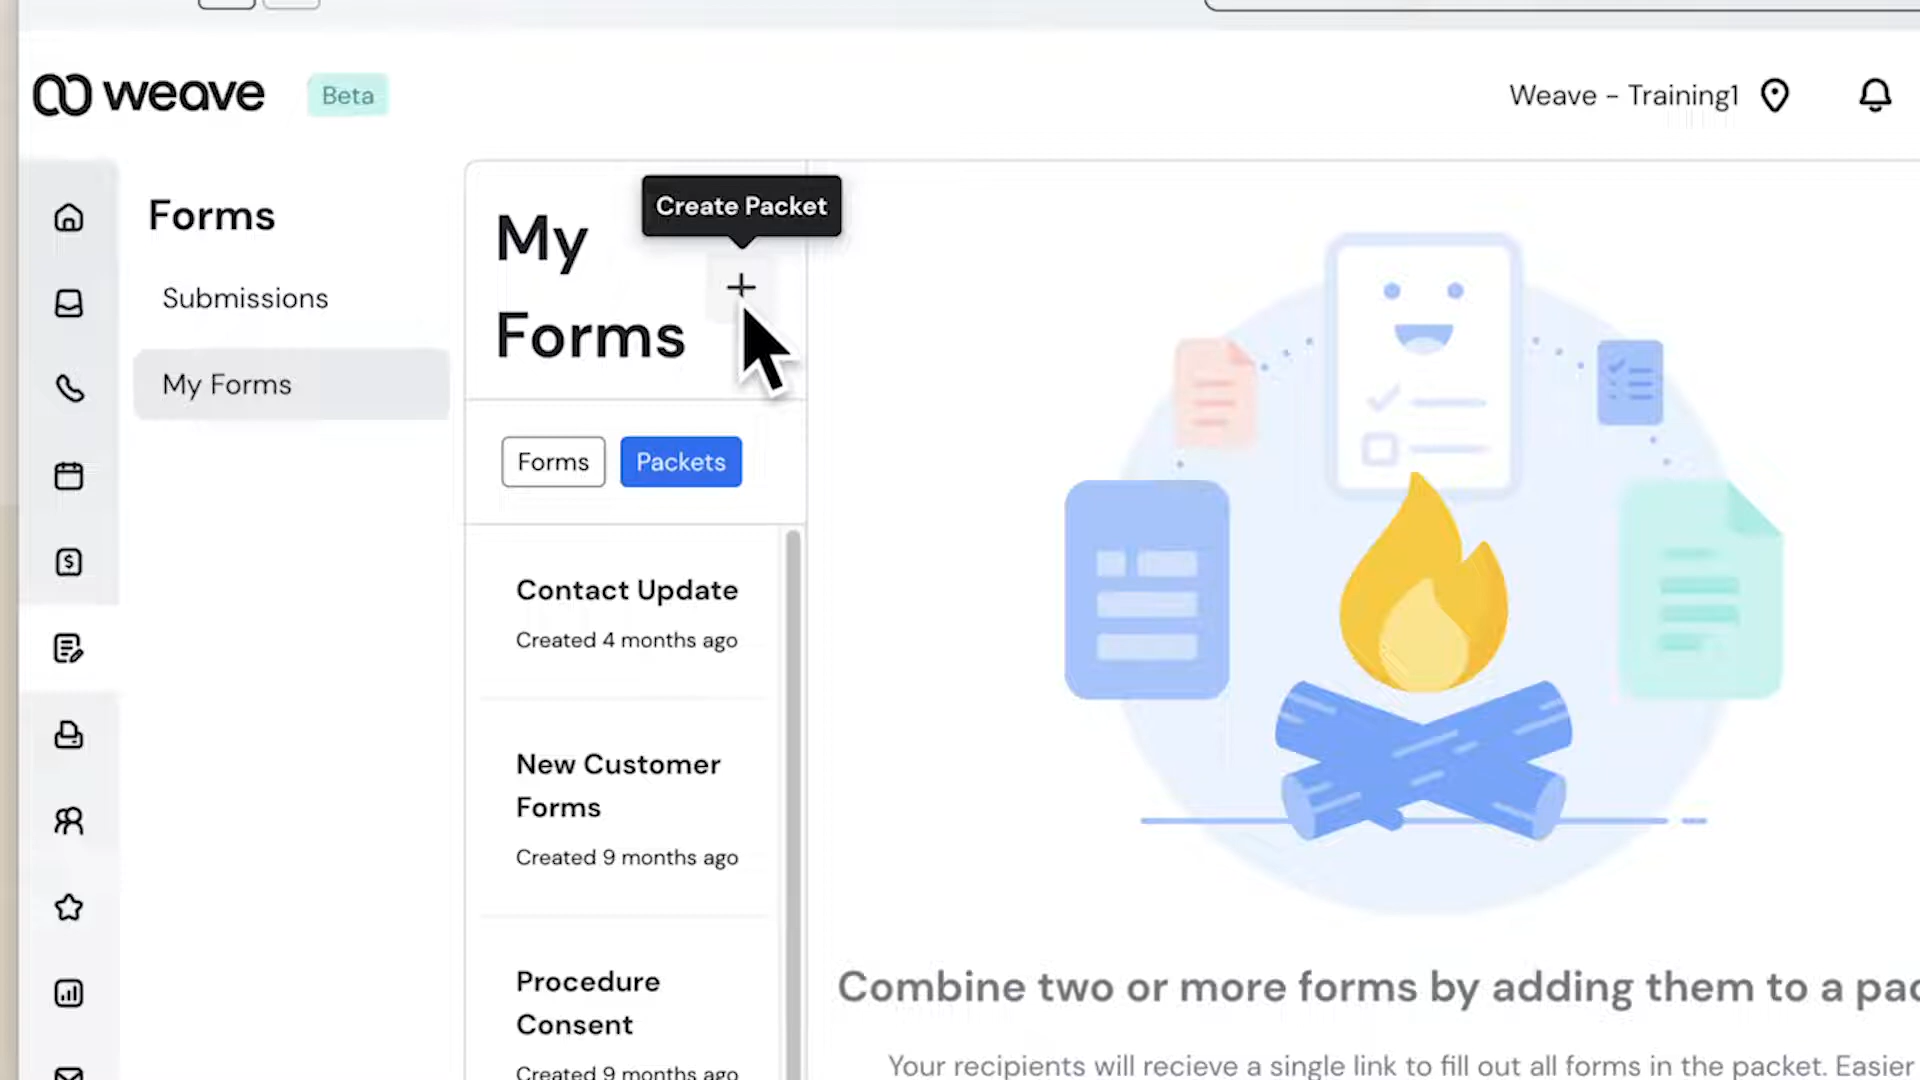 weave
Beta
Weave - Training1
Forms
Submissions
My Forms
My
Forms
Create Packet
Forms
Packets
Contact Update
Created 4 months ago
New Customer
Forms
Created 9 months ago
Procedure
Consent
Created 9 months ago
Combine two or more forms by adding them to a pac
Your recipients will recieve a single link to fill out all forms in the packet. Easier